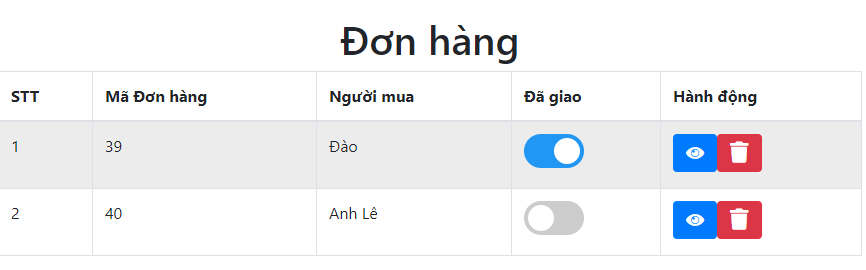 Đơn hàng
STT Mã Đơn hàng Người mua Đã giao Hành động
1 39 Đào
2 40 Anh Lê